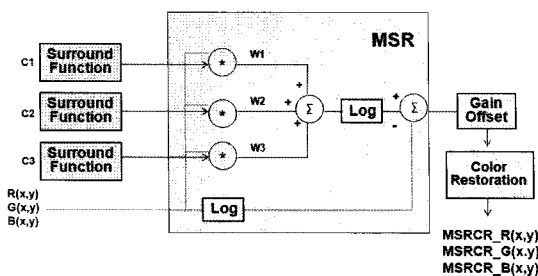 MSR
C1
Surround
Function
*
W1
C2
Surround
Function
*
W2
C3
Surround
Function
*
W3
+
+
+
Σ
Log
+
-
Σ
Gain
Offset
Color
Restoration
R(x,y)
G(x,y)
B(x,y)
Log
MSRCR_R(x,y)
MSRCR_G(x,y)
MSRCR_B(x,y)